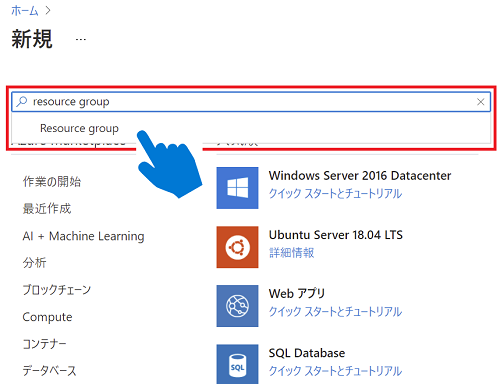 ホーム >
新規 ...
resource group
Resource group
作業の開始
最近作成
AI + Machine Learning
分析
ブロックチェーン
Compute
コンテナー
データベース
Windows Server 2016 Datacenter
クイック スタートとチュートリアル
Ubuntu Server 18.04 LTS
詳細情報
Web アプリ
クイック スタートとチュートリアル
SQL
SQL Database
クイック スタートとチュートリアル